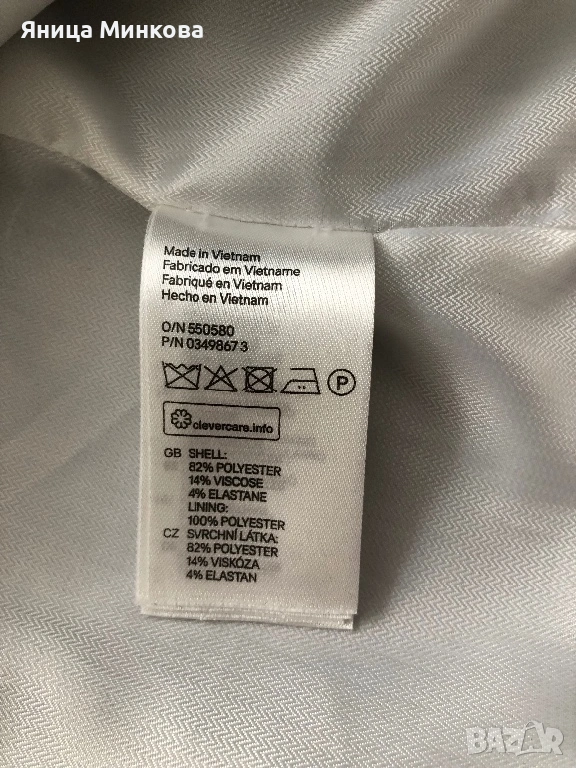 Яница Минкова
Made in Vietnam
Fabricado em Vietname
Fabriqué en Vietnam
Hecho en Vietnam
O/N 550580
P/N 0349867 3
P
clevercare.info
GB SHELL:
82% POLYESTER
14% VISCOSE
4% ELASTANE
LINING:
100% POLYESTER
CZ SVRCHNÍ LÁTKA:
82% POLYESTER
14% VISKÓZA
4% ELASTAN
BAZAR